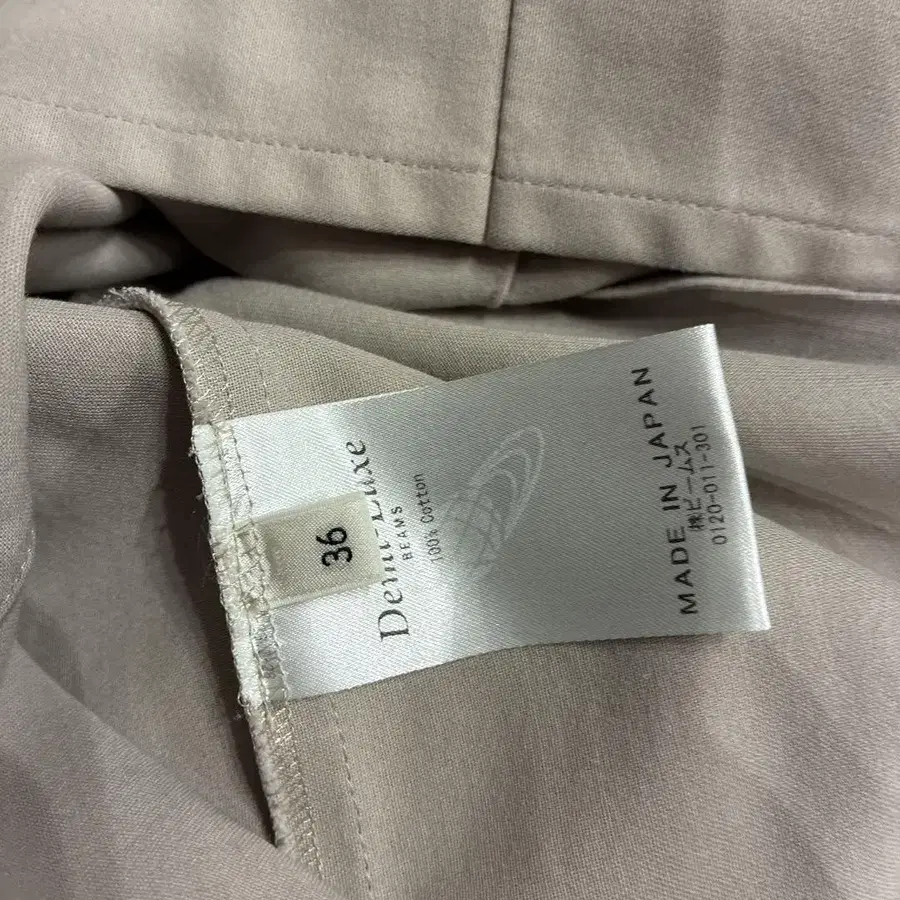 36
Demi-Luxe
BEAMS
100% Cotton
MADE IN JAPAN
㈱ビームス
0120-011-301